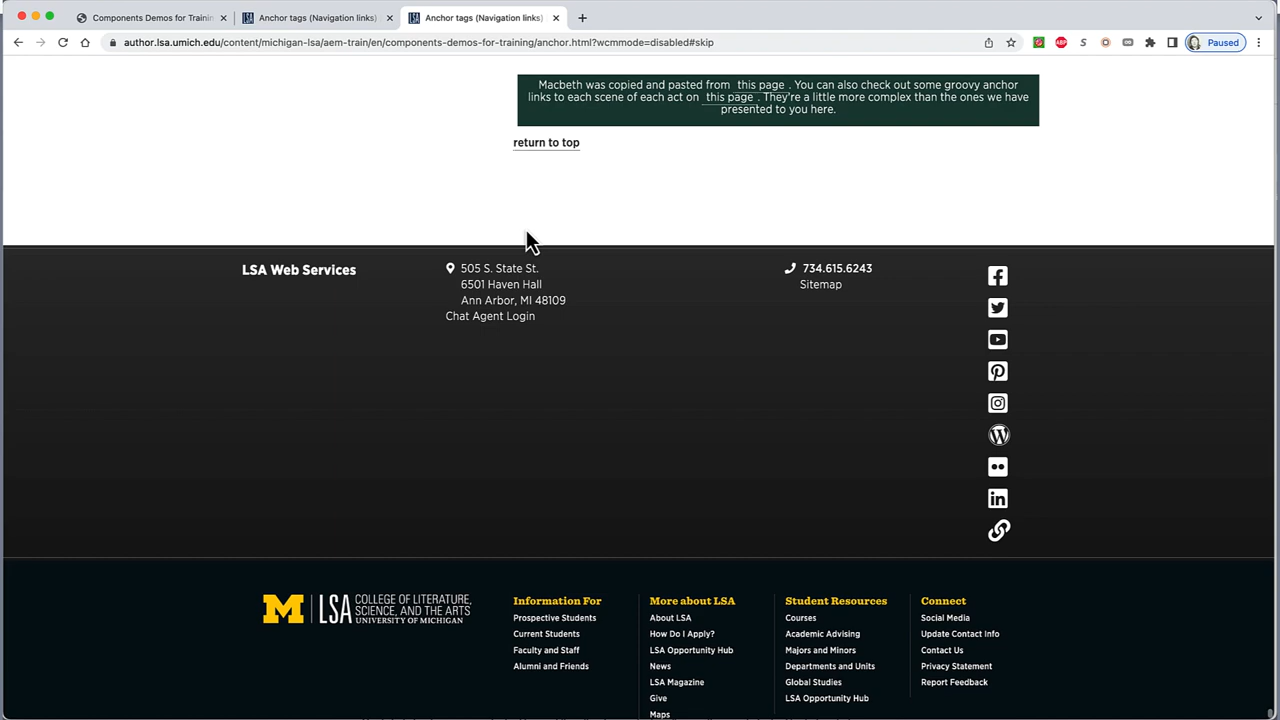 Components Demos for Trainin
Anchor tags (Navigation links)
Anchor tags (Navigation links)
author.lsa.umich.edu/content/michigan-lsa/aem-train/en/components-demos-for-training/anchor.html?wcmmode=disabled#skip
ABP
S
Paused
Macbeth was copied and pasted from this page . You can also check out some groovy anchor
links to each scene of each act on this page . They're a little more complex than the ones we have
presented to you here.
return to top
LSA Web Services
505 S. State St.
6501 Haven Hall
Ann Arbor, MI 48109
Chat Agent Login
734.615.6243
Sitemap
M LSA COLLEGE OF LITERATURE,
SCIENCE, AND THE ARTS
UNIVERSITY OF MICHIGAN
Information For
Prospective Students
Current Students
Faculty and Staff
Alumni and Friends
More about LSA
About LSA
How Do I Apply?
LSA Opportunity Hub
News
LSA Magazine
Give
Maps
Student Resources
Courses
Academic Advising
Majors and Minors
Departments and Units
Global Studies
LSA Opportunity Hub
Connect
Social Media
Update Contact Info
Contact Us
Privacy Statement
Report Feedback